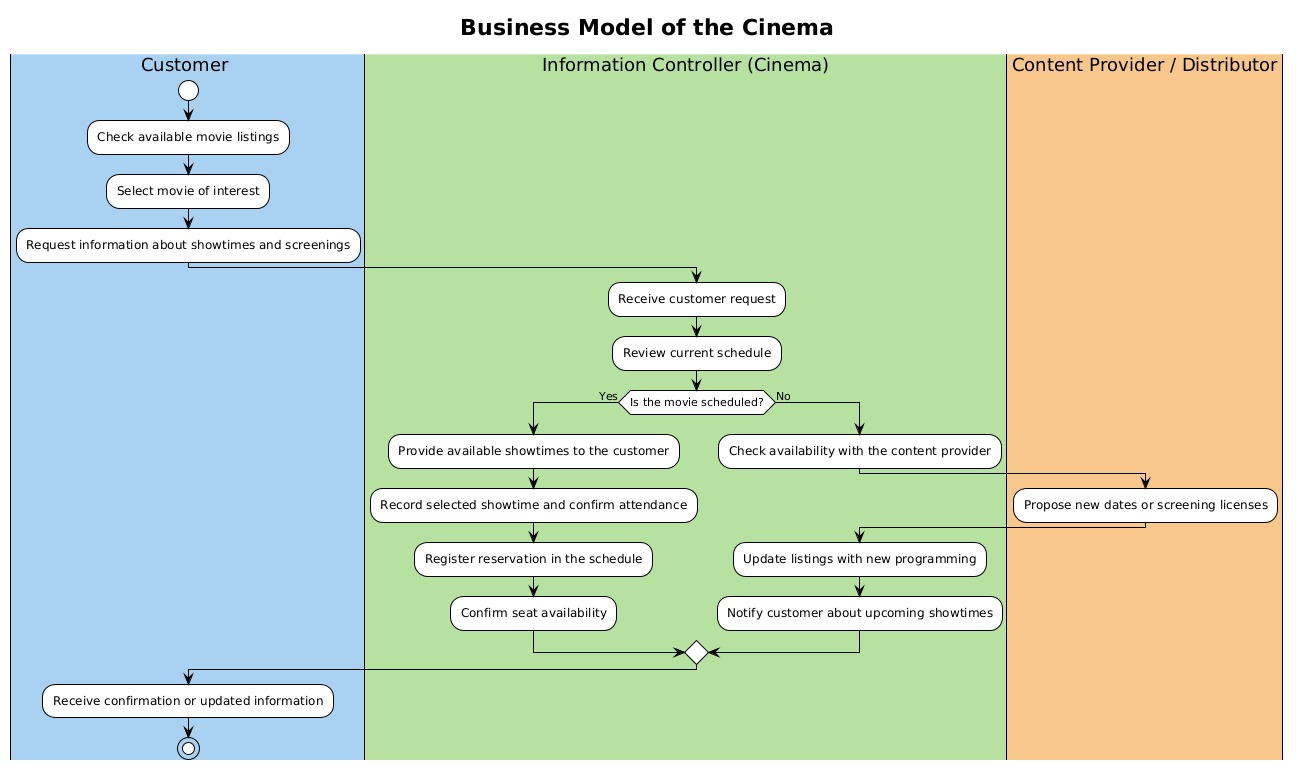 Business Model of the Cinema
Customer
Information Controller (Cinema)
Content Provider / Distributor
Check available movie listings
Select movie of interest
Request information about showtimes and screenings
Receive customer request
Review current schedule
Is the movie scheduled?
Yes
No
Provide available showtimes to the customer
Check availability with the content provider
Record selected showtime and confirm attendance
Propose new dates or screening licenses
Register reservation in the schedule
Update listings with new programming
Confirm seat availability
Notify customer about upcoming showtimes
Receive confirmation or updated information